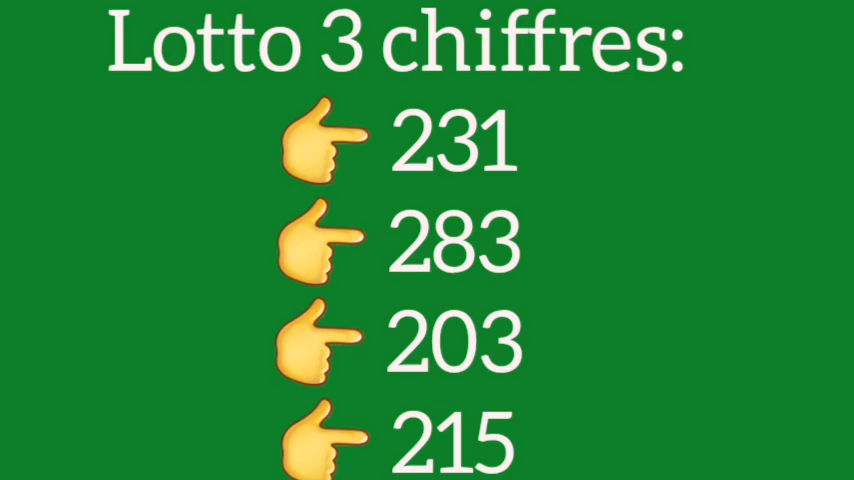 Lotto 3 chiffres:
👉 231
👉 283
👉 203
👉 215